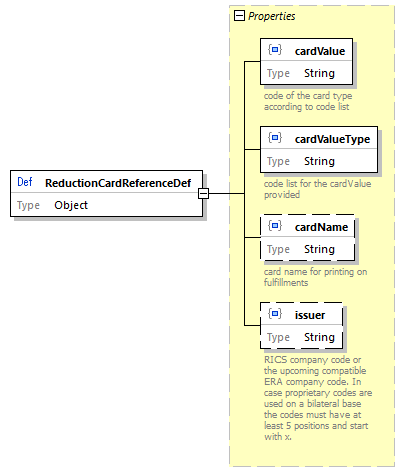 Properties
cardValue
Type String
code of the card type
according to code list
cardValueType
Type String
code list for the cardValue
provided
Def ReductionCardReferenceDef
Type Object
cardName
Type String
card name for printing on
fulfillments
issuer
Type String
RICS company code or
the upcoming compatible
ERA company code. In
case proprietary codes are
used on a bilateral base
the codes must have at
least 5 positions and start
with x.